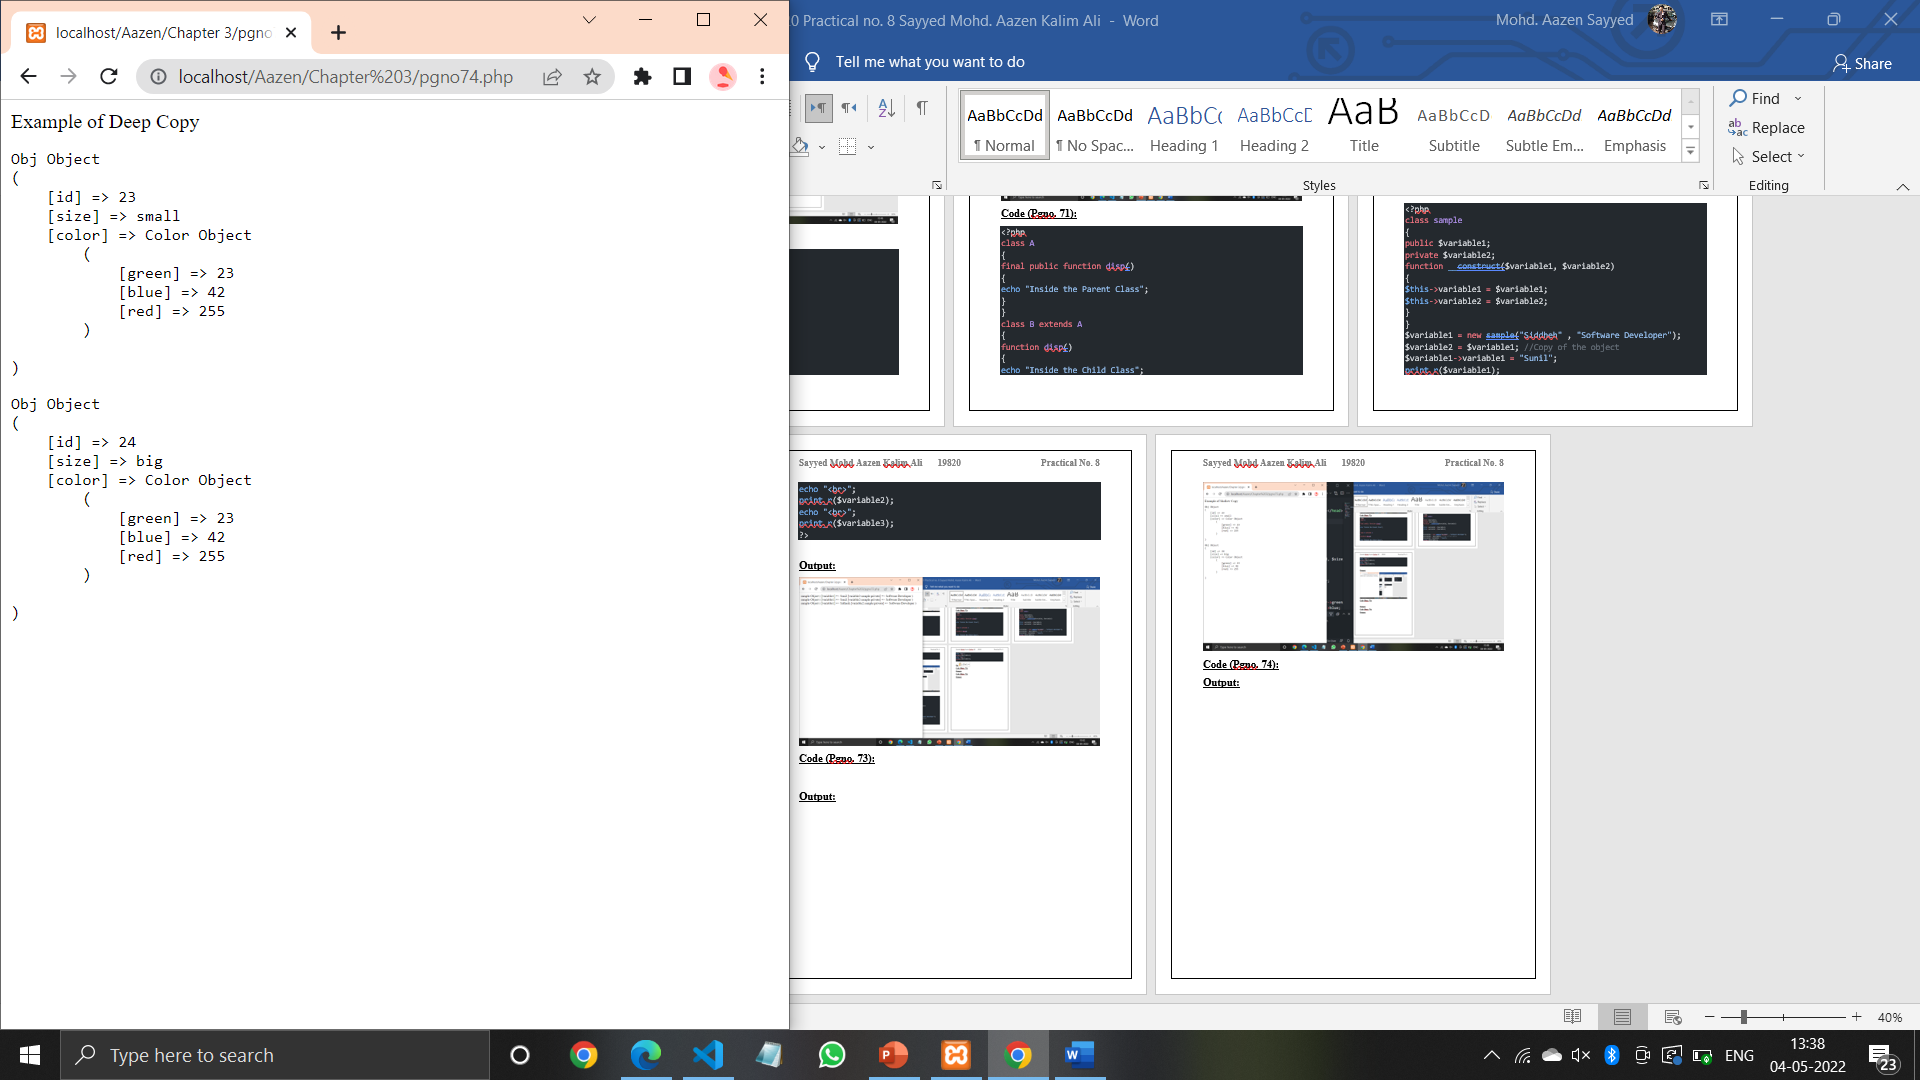 localhost/Aazen/Chapter 3/pgno
localhost/Aazen/Chapter%203/pgno74.php
Example of Deep Copy
Obj Object
(
[id] => 23
[size] => small
[color] => Color Object
(
[green] => 23
[blue] => 42
[red] => 255
)
)
Obj Object
(
[id] => 24
[size] => big
[color] => Color Object
(
[green] => 23
[blue] => 42
[red] => 255
)
)
0 Practical no. 8 Sayyed Mohd. Aazen Kalim Ali - Word
Mohd. Aazen Sayyed
Tell me what you want to do
Share
AaBbCcDd AaBbCcDd AaBbCc AaBbCcD AaB AaBbCcD AaBbCcDd AaBbCcDd
¶ Normal ¶ No Spac... Heading 1 Heading 2 Title Subtitle Subtle Em... Emphasis
Styles
Find
Replace
Select
Editing
Code (Pgno. 71):
<?php
class A
{
final public function disp()
{
echo "Inside the Parent Class";
}
}
class B extends A
{
function disp()
{
echo "Inside the Child Class";
<?php
class sample
{
public $variable1;
private $variable2;
function __construct($variable1, $variable2)
{
$this->variable1 = $variable1;
$this->variable2 = $variable2;
}
}
$variable1 = new sample("Siddheh" , "Software Developer");
$variable2 = $variable1; //Copy of the object
$variable1->variable1 = "Sunil";
print_r($variable1);
Sayyed Mohd Aazen Kalim Ali 19820 Practical No. 8
echo "<br>";
print_r($variable2);
echo "<br>";
print_r($variable3);
?>
Output:
Code (Pgno. 73):
Output:
Sayyed Mohd Aazen Kalim Ali 19820 Practical No. 8
Code (Pgno. 74):
Output:
40%
Type here to search
ENG
13:38
04-05-2022
23